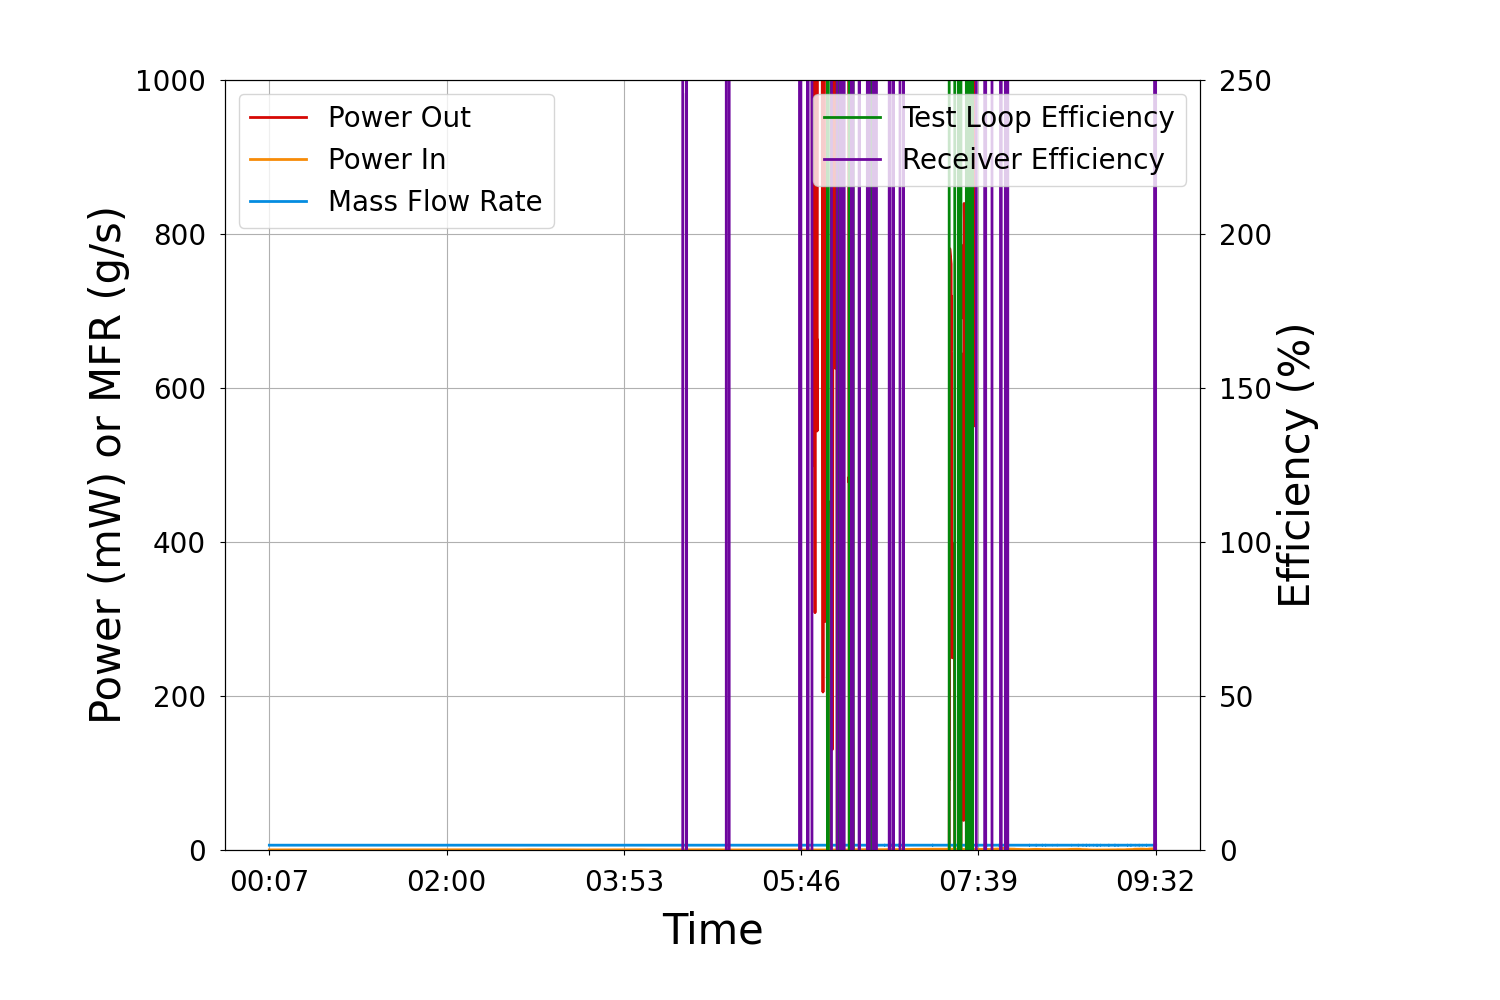 Power Out
Power In
Mass Flow Rate
Test Loop Efficiency
Receiver Efficiency
1000
800
600
400
200
0
Power (mW) or MFR (g/s)
250
200
150
100
50
0
Efficiency (%)
00:07 02:00 03:53 05:46 07:39 09:32
Time